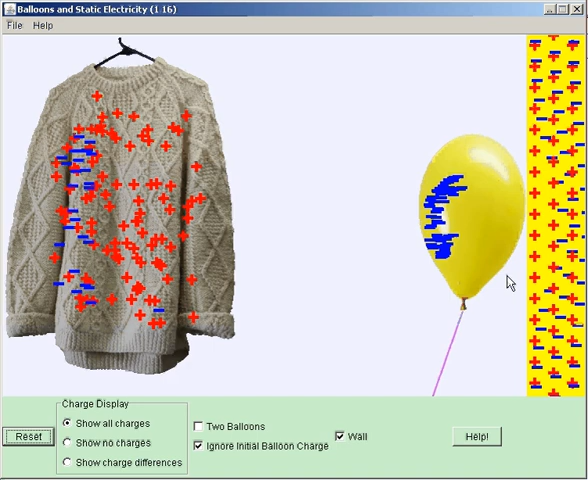 Balloons and Static Electricity (1.16)
File Help
Charge Display
Show all charges
Show no charges
Show charge differences
Reset
Two Balloons
Ignore Initial Balloon Charge
Wall
Help!